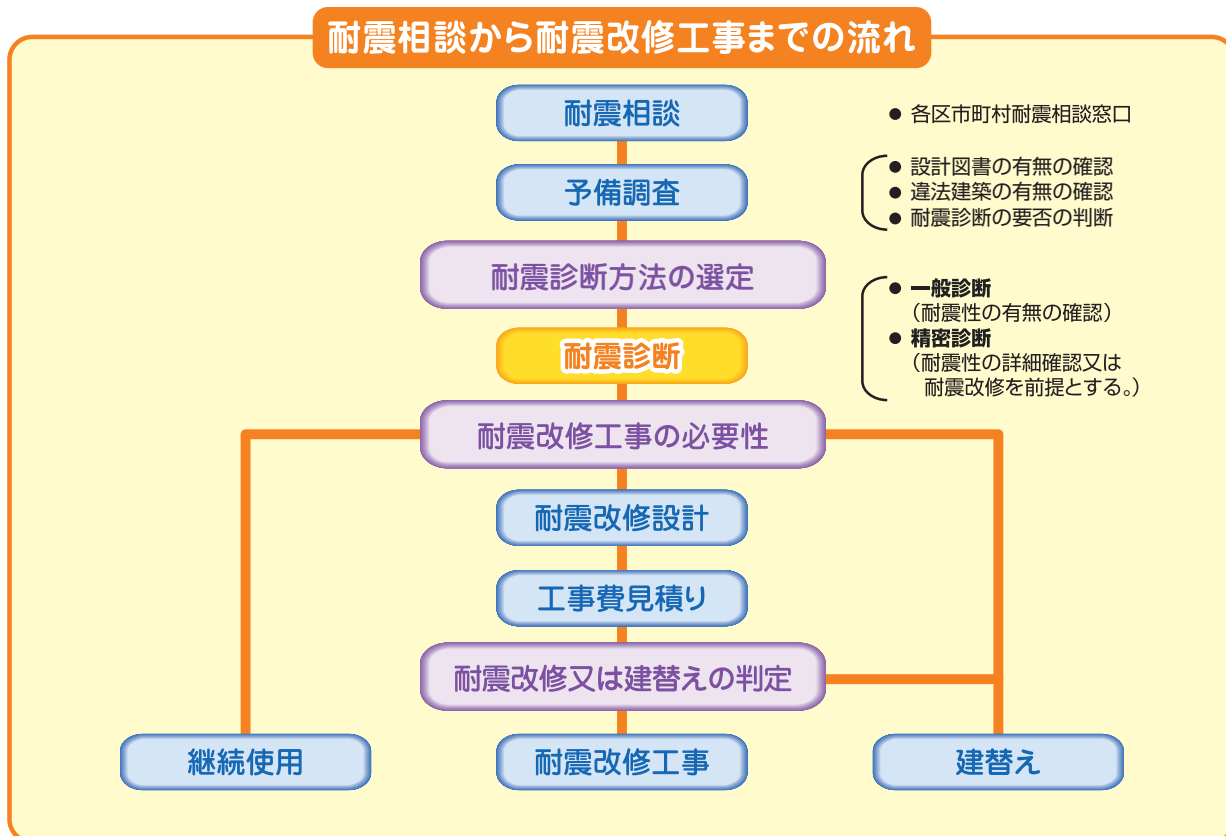 耐震相談から耐震改修工事までの流れ
耐震相談
● 各区市町村耐震相談窓口
予備調査
● 設計図書の有無の確認
● 違法建築の有無の確認
● 耐震診断の要否の判断
耐震診断方法の選定
● 一般診断
（耐震性の有無の確認）
● 精密診断
（耐震性の詳細確認又は
耐震改修を前提とする。）
耐震診断
耐震改修工事の必要性
耐震改修設計
工事費見積り
耐震改修又は建替えの判定
継続使用
耐震改修工事
建替え